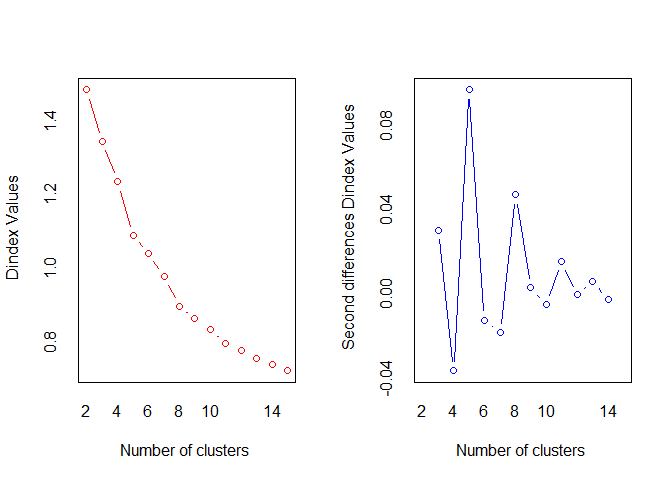 Dindex Values
1.4
1.2
1.0
0.8
2 4 6 8 10 14
Number of clusters
Second differences Dindex Values
0.08
0.04
0.00
-0.04
2 4 6 8 10 14
Number of clusters